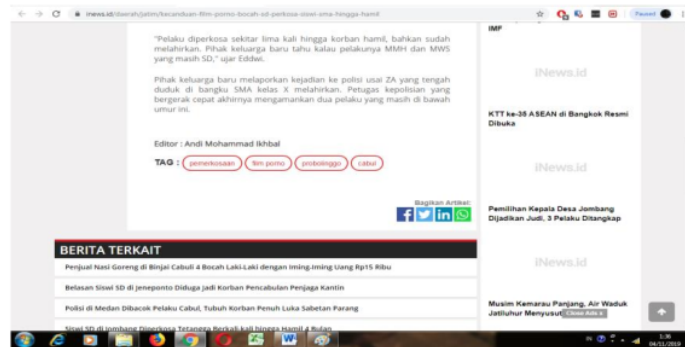 inews.id/daerah/jatim/kecanduan-film-porno-bocah-sd-perkosa-siswi-sma-hingga-hamil
Paused
IMF
"Pelaku diperkosa sekitar lima kali hingga korban hamil, bahkan sudah
melahirkan. Pihak keluarga baru tahu kalau pelakunya MMH dan MWS
yang masih SD," ujar Eddwi.
Pihak keluarga baru melaporkan kejadian ke polisi usai ZA yang tengah
duduk di bangku SMA kelas X melahirkan. Petugas kepolisian yang
bergerak cepat akhirnya mengamankan dua pelaku yang masih di bawah
umur ini.
Editor : Andi Mohammad Ikhbal
TAG : pemerkosaan film porno probolinggo cabul
Bagikan Artikel:
iNews.id
KTT ke-35 ASEAN di Bangkok Resmi
Dibuka
iNews.id
Pemilihan Kepala Desa Jombang
Dijadikan Judi, 3 Pelaku Ditangkap
iNews.id
Musim Kemarau Panjang, Air Waduk
Jatiluhur Menyusut
Close Ads x
BERITA TERKAIT
Penjual Nasi Goreng di Binjai Cabuli 4 Bocah Laki-Laki dengan Iming-Iming Uang Rp15 Ribu
Belasan Siswi SD di Jeneponto Diduga Jadi Korban Pencabulan Penjaga Kantin
Polisi di Medan Dibacok Pelaku Cabul, Tubuh Korban Penuh Luka Sabetan Parang
Siswi SD di Jombang Diperkosa Tetangga Berkali-kali hingga Hamil 4 Bulan
IN
1:36
04/11/2019